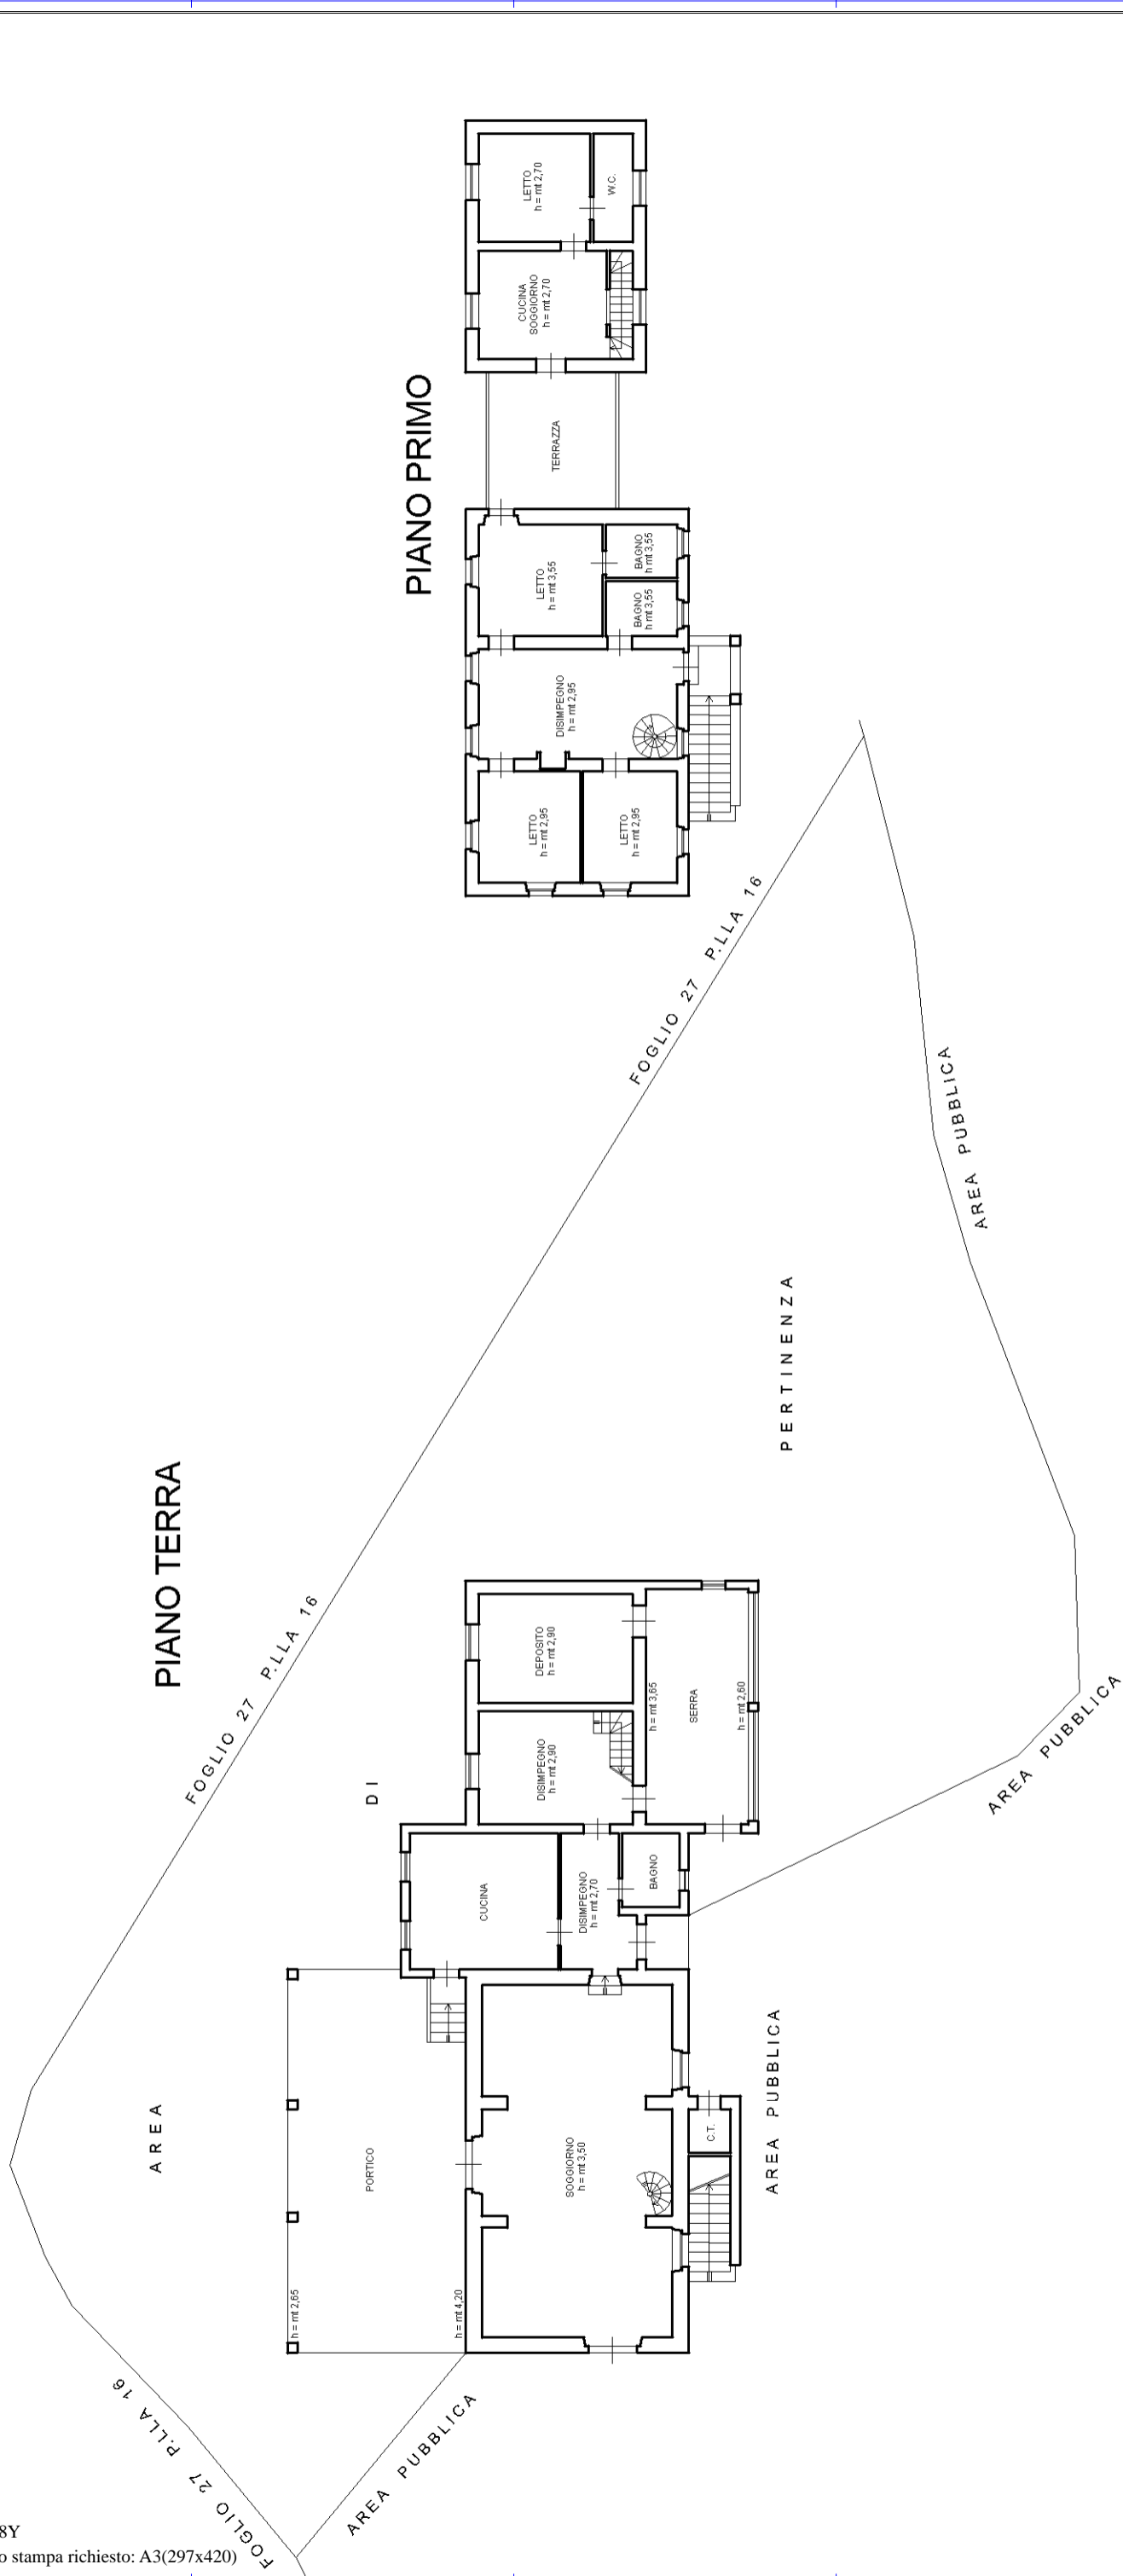 PIANO PRIMO
LETTO
h = mt 2,70
W.C.
CUCINA
SOGGIORNO
h = mt 2,70
TERRAZZA
LETTO
h = mt 3,55
BAGNO
h mt 3,55
BAGNO
h mt 3,55
DISIMPEGNO
h = mt 2,95
LETTO
h = mt 2,95
LETTO
h = mt 2,95
FOGLIO 27 P.LLA 16
AREA PUBBLICA
PERTINENZA
PIANO TERRA
FOGLIO 27 P.LLA 16
DEPOSITO
h = mt 2,90
h = mt 3,65
SERRA
h = mt 2,60
DISIMPEGNO
h = mt 2,90
DI
AREA PUBBLICA
CUCINA
DISIMPEGNO
h = mt 2,70
BAGNO
AREA
PORTICO
SOGGIORNO
h = mt 3,50
C.T.
AREA PUBBLICA
h = mt 2,65
h = mt 4,20
FOGLIO 27 P.LLA 16
AREA PUBBLICA
8Y
o stampa richiesto: A3(297x420)